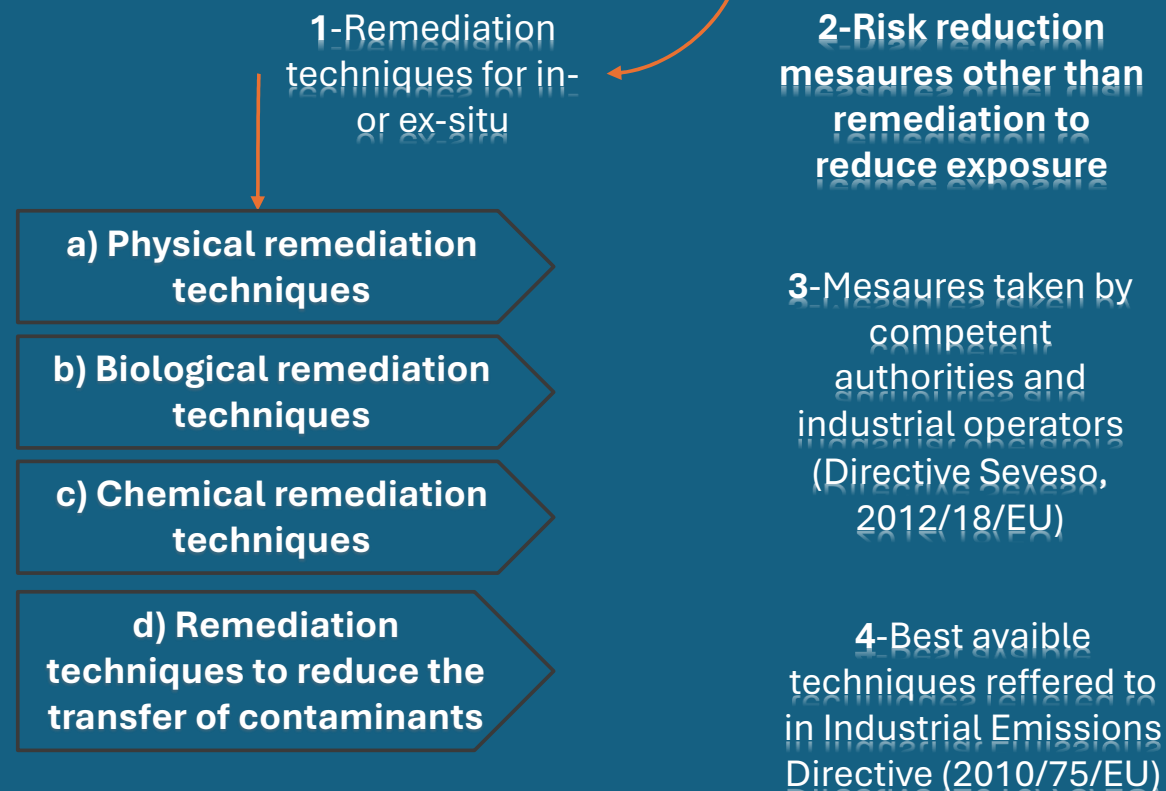 1-Remediation
techniques for in-
or ex-situ
a) Physical remediation
techniques
b) Biological remediation
techniques
c) Chemical remediation
techniques
d) Remediation
techniques to reduce the
transfer of contaminants
2-Risk reduction
mesaures other than
remediation to
reduce exposure
3-Mesaures taken by
competent
authorities and
industrial operators
(Directive Seveso,
2012/18/EU)
4-Best avaible
techniques reffered to
in Industrial Emissions
Directive (2010/75/EU)